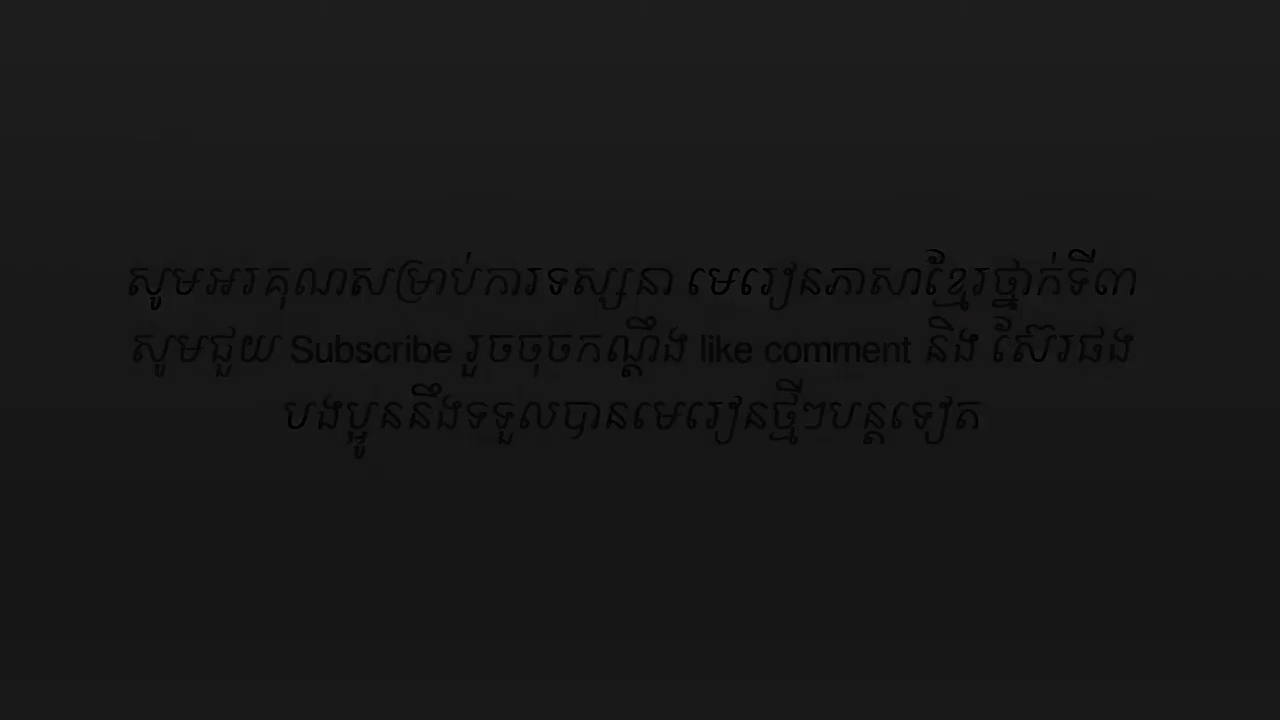 សូមអរគុណសម្រាប់ការទស្សនា មេរៀនភាសាខ្មែរថ្នាក់ទី៣
សូមជួយ Subscribe រួចចុចកណ្ដឹង like comment និង ស៊ែរផង
បងប្អូននឹងទទួលបានមេរៀនថ្មីៗបន្តទៀត